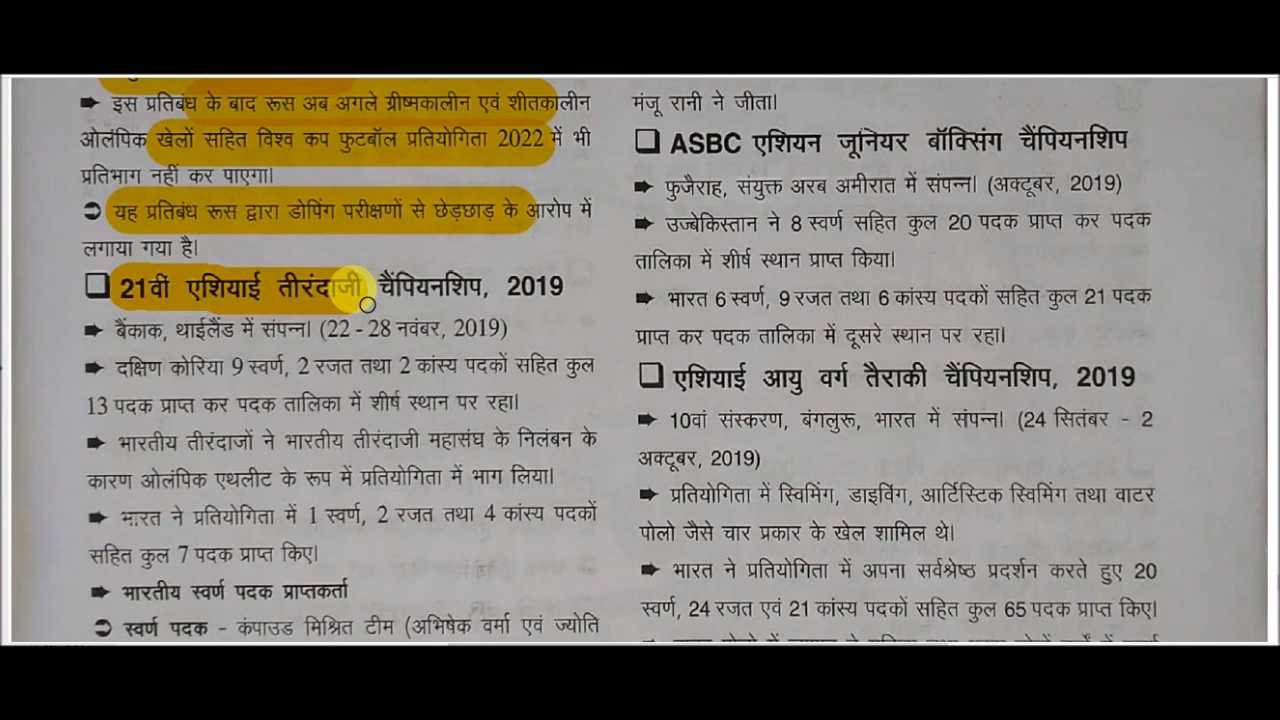 ➡ इस प्रतिबंध के बाद रूस अब अगले ग्रीष्मकालीन एवं शीतकालीन
ओलंपिक खेलों सहित विश्व कप फुटबॉल प्रतियोगिता 2022 में भी
प्रतिभाग नहीं कर पाएगा।
➲ यह प्रतिबंध रूस द्वारा डोपिंग परीक्षणों से छेड़छाड़ के आरोप में
लगाया गया है।
❑ 21वीं एशियाई तीरंदाजी चैंपियनशिप, 2019
➡ बैंकाक, थाईलैंड में संपन्न। (22 - 28 नवंबर, 2019)
➡ दक्षिण कोरिया 9 स्वर्ण, 2 रजत तथा 2 कांस्य पदकों सहित कुल
13 पदक प्राप्त कर पदक तालिका में शीर्ष स्थान पर रहा।
➡ भारतीय तीरंदाजों ने भारतीय तीरंदाजी महासंघ के निलंबन के
कारण ओलंपिक एथलीट के रूप में प्रतियोगिता में भाग लिया।
➡ भारत ने प्रतियोगिता में 1 स्वर्ण, 2 रजत तथा 4 कांस्य पदकों
सहित कुल 7 पदक प्राप्त किए।
➡ भारतीय स्वर्ण पदक प्राप्तकर्ता
➲ स्वर्ण पदक - कंपाउड मिश्रित टीम (अभिषेक वर्मा एवं ज्योति
मंजू रानी ने जीता।
❑ ASBC एशियन जूनियर बॉक्सिंग चैंपियनशिप
➡ फुजैराह, संयुक्त अरब अमीरात में संपन्न। (अक्टूबर, 2019)
➡ उज्बेकिस्तान ने 8 स्वर्ण सहित कुल 20 पदक प्राप्त कर पदक
तालिका में शीर्ष स्थान प्राप्त किया।
➡ भारत 6 स्वर्ण, 9 रजत तथा 6 कांस्य पदकों सहित कुल 21 पदक
प्राप्त कर पदक तालिका में दूसरे स्थान पर रहा।
❑ एशियाई आयु वर्ग तैराकी चैंपियनशिप, 2019
➡ 10वां संस्करण, बंगलुरू, भारत में संपन्न। (24 सितंबर - 2
अक्टूबर, 2019)
➡ प्रतियोगिता में स्विमिंग, डाइविंग, आर्टिस्टिक स्विमिंग तथा वाटर
पोलो जैसे चार प्रकार के खेल शामिल थे।
➡ भारत ने प्रतियोगिता में अपना सर्वश्रेष्ठ प्रदर्शन करते हुए 20
स्वर्ण, 24 रजत एवं 21 कांस्य पदकों सहित कुल 65 पदक प्राप्त किए।